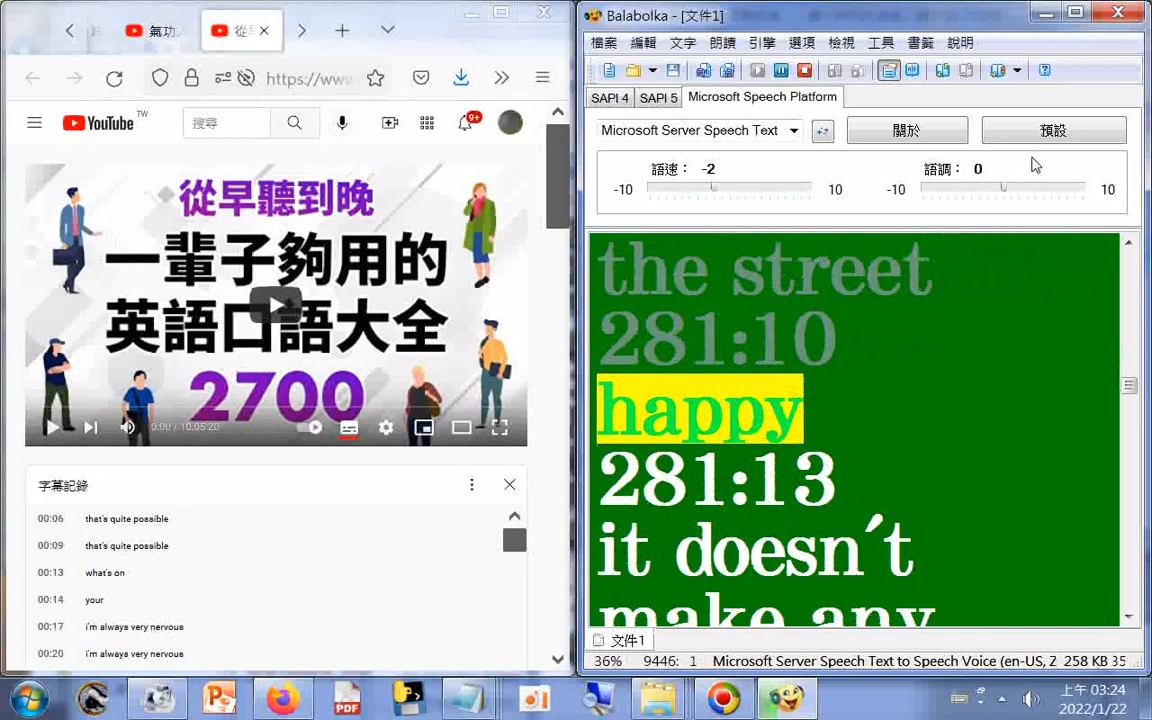 氣功
從
https://www
YouTube TW
搜尋
9+
從早聽到晚
一輩子夠用的
英語口語大全
2700
0:00 / 10:05:20
字幕記錄
00:06 that's quite possible
00:09 that's quite possible
00:13 what's on
00:14 your
00:17 i'm always very nervous
00:20 i'm always very nervous
Balabolka - [文件1]
檔案 編輯 文字 朗讀 引擎 選項 檢視 工具 書籤 說明
SAPI 4 SAPI 5 Microsoft Speech Platform
Microsoft Server Speech Text 關於 預設
語速： -2 語調： 0
-10 10 -10 10
the street
281:10
happy
281:13
it doesn't
make any
文件1
36% 9446: 1 Microsoft Server Speech Text to Speech Voice (en-US, Z 258 KB 35
PDF
上午 03:24
2022/1/22